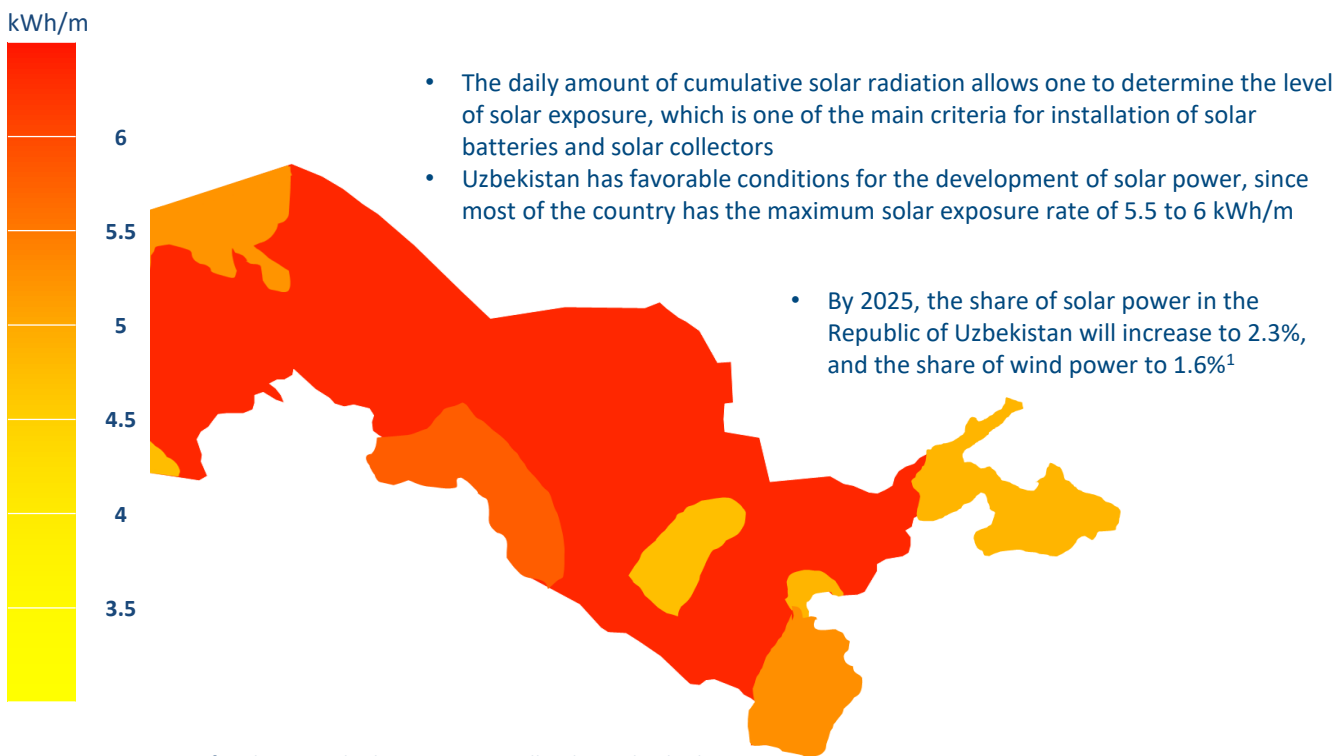 kWh/m
6
5.5
5
4.5
4
3.5
• The daily amount of cumulative solar radiation allows one to determine the level
of solar exposure, which is one of the main criteria for installation of solar
batteries and solar collectors
• Uzbekistan has favorable conditions for the development of solar power, since
most of the country has the maximum solar exposure rate of 5.5 to 6 kWh/m
• By 2025, the share of solar power in the
Republic of Uzbekistan will increase to 2.3%,
and the share of wind power to 1.6%¹